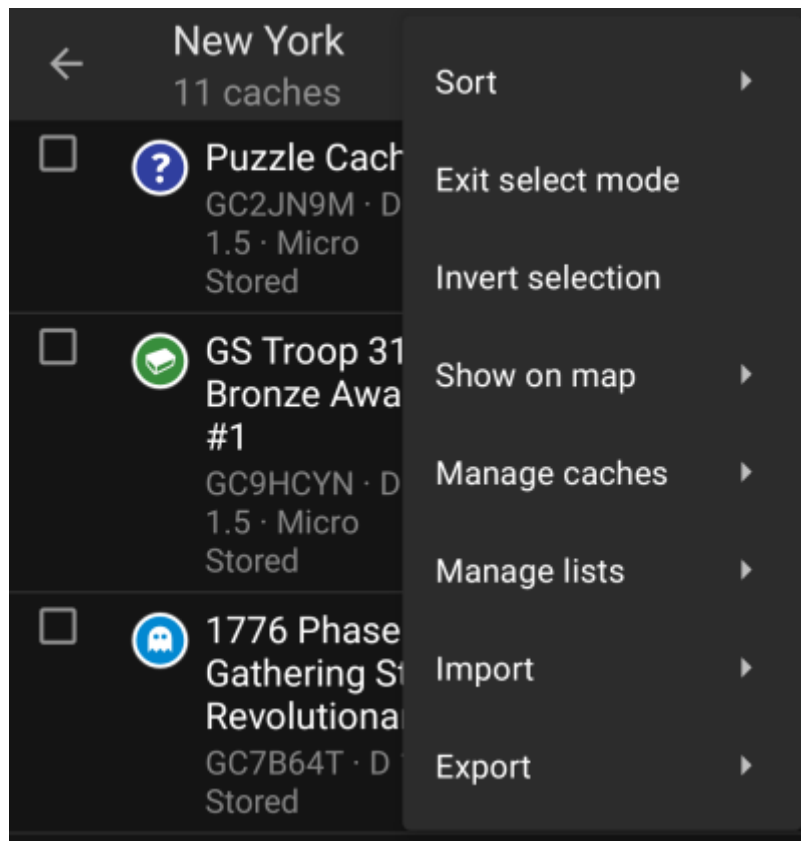 New York
11 caches
?
Puzzle Cach
GC2JN9M · D
1.5 · Micro
Stored
GS Troop 31
Bronze Awa
#1
GC9HCYN · D
1.5 · Micro
Stored
1776 Phase
Gathering St
Revolutiona
GC7B64T · D
Stored
Sort
Exit select mode
Invert selection
Show on map
Manage caches
Manage lists
Import
Export